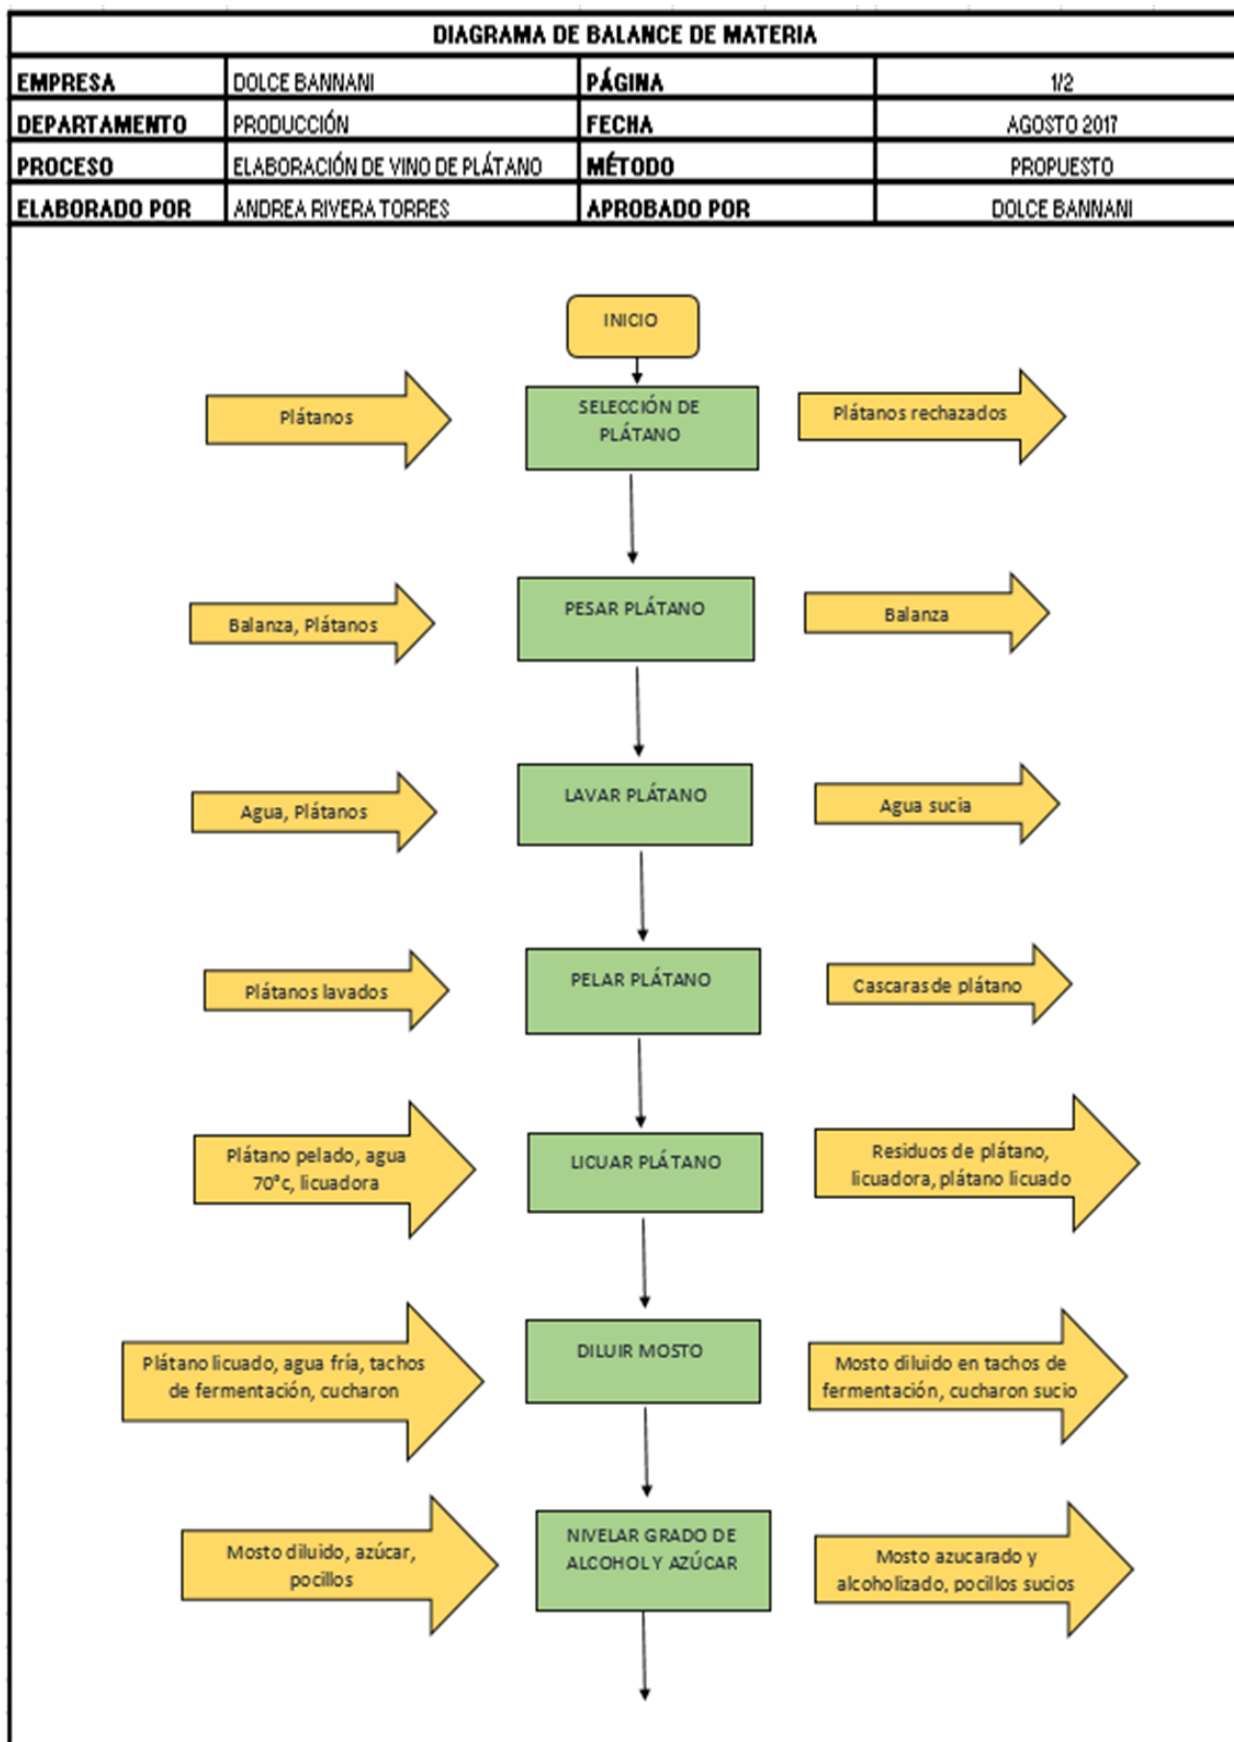 DIAGRAMA DE BALANCE DE MATERIA
EMPRESA DOLCE BANNANI PÁGINA 1/2
DEPARTAMENTO PRODUCCIÓN FECHA AGOSTO 2017
PROCESO ELABORACIÓN DE VINO DE PLÁTANO MÉTODO PROPUESTO
ELABORADO POR ANDREA RIVERA TORRES APROBADO POR DOLCE BANNANI
INICIO
Plátanos
SELECCIÓN DE
PLÁTANO
Plátanos rechazados
Balanza, Plátanos
PESAR PLÁTANO
Balanza
Agua, Plátanos
LAVAR PLÁTANO
Agua sucia
Plátanos lavados
PELAR PLÁTANO
Cascaras de plátano
Plátano pelado, agua
70°c, licuadora
LICUAR PLÁTANO
Residuos de plátano,
licuadora, plátano licuado
Plátano licuado, agua fría, tachos
de fermentación, cucharon
DILUIR MOSTO
Mosto diluido en tachos de
fermentación, cucharon sucio
Mosto diluido, azúcar,
pocillos
NIVELAR GRADO DE
ALCOHOL Y AZÚCAR
Mosto azucarado y
alcoholizado, pocillos sucios